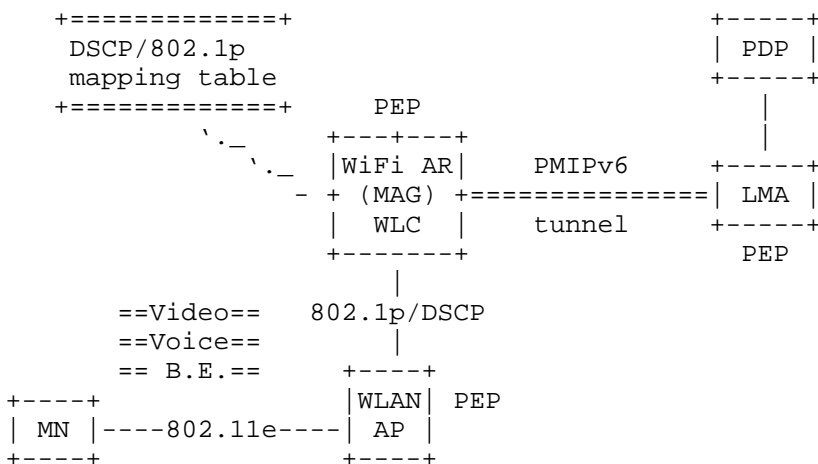 DSCP/802.1p
PDP
mapping table
PEP
WiFi AR
PMIPv6
(MAG)
LMA
WLC
tunnel
PEP
==Video==
802.1p/DSCP
==Voice==
== B.E.==
WLAN
PEP
MN
----802.11e----
AP